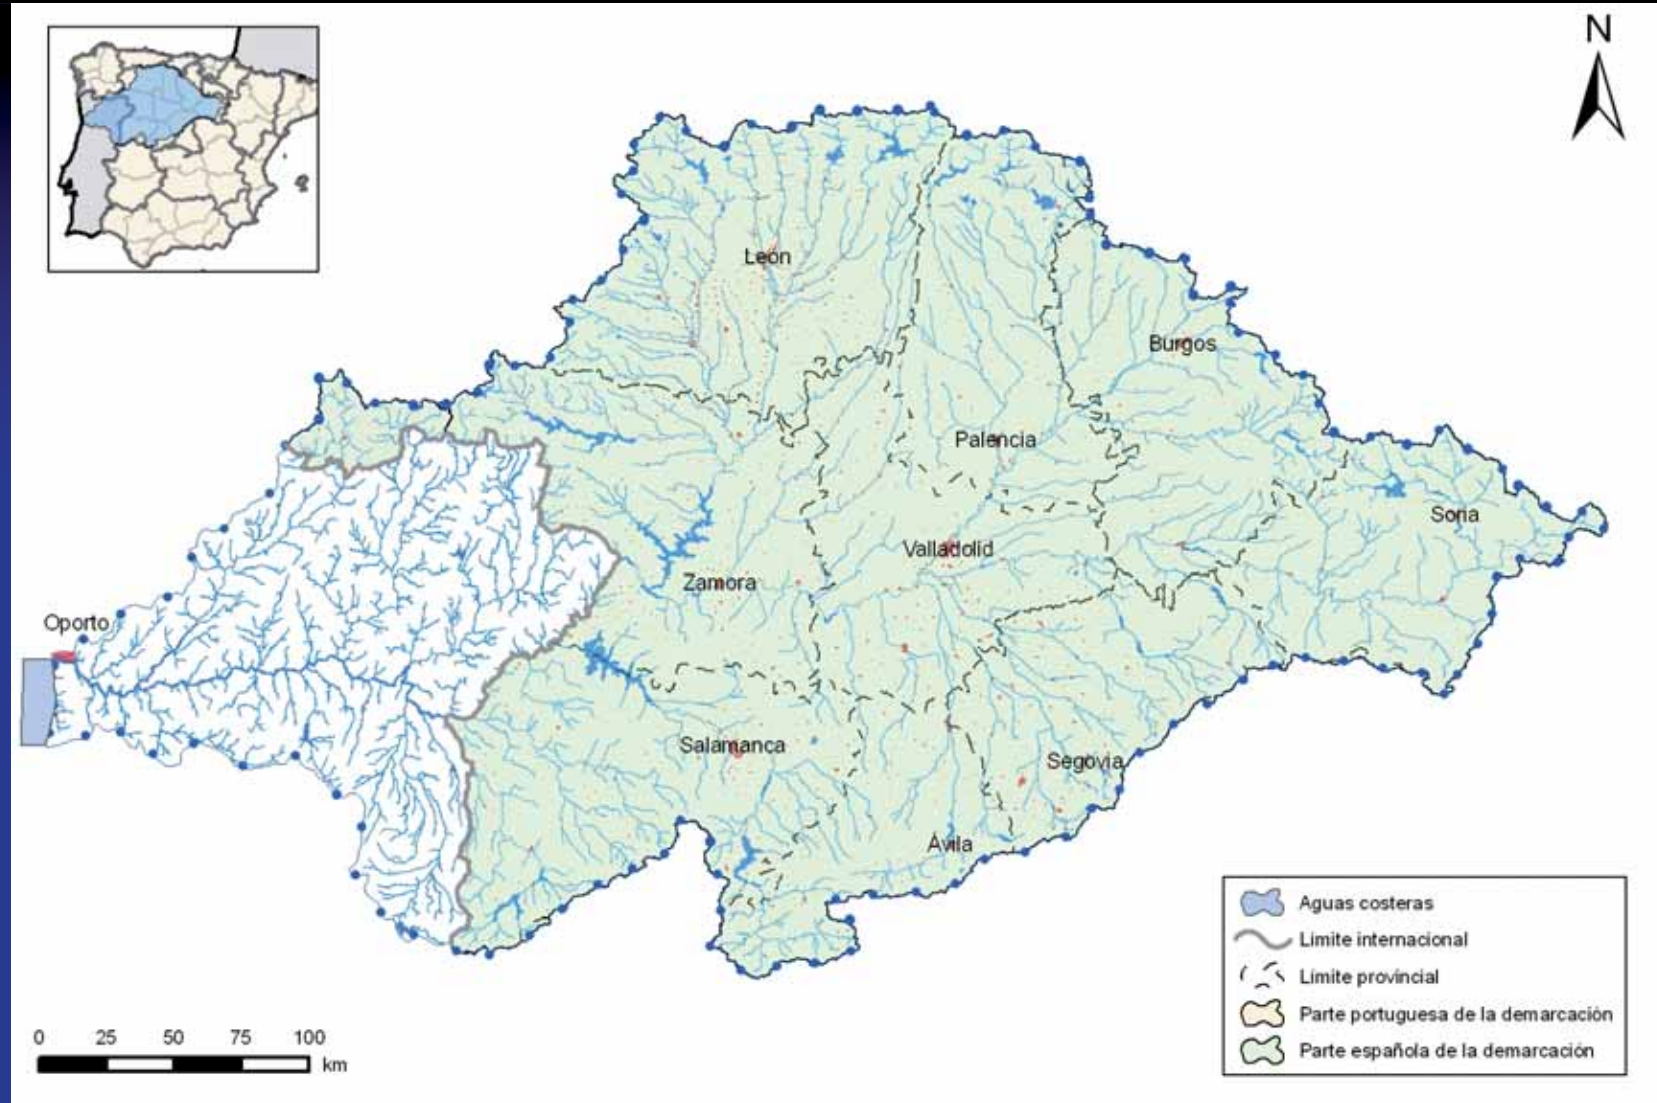 N
León
Burgos
Palencia
Soria
Valladolid
Zamora
Oporto
Salamanca
Segovia
Ávila
Aguas costeras
Límite internacional
Límite provincial
Parte portuguesa de la demarcación
Parte española de la demarcación
0 25 50 75 100
km